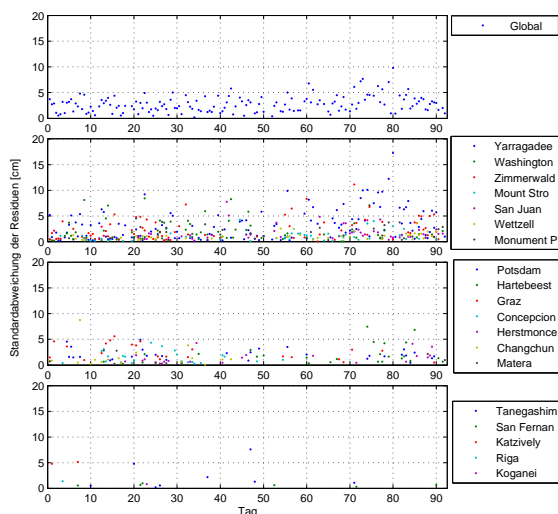 20
15
10
5
0
0 10 20 30 40 50 60 70 80 90
Global
Standardabweichung der Residuen [cm]
20
15
10
5
0
0 10 20 30 40 50 60 70 80 90
Yarragadee
Washington
Zimmerwald
Mount Stro
San Juan
Wettzell
Monument P
20
15
10
5
0
0 10 20 30 40 50 60 70 80 90
Potsdam
Hartebeest
Graz
Concepcion
Herstmonce
Changchun
Matera
20
15
10
5
0
0 10 20 30 40 50 60 70 80 90
Tag
Tanegashim
San Fernan
Katzively
Riga
Koganei